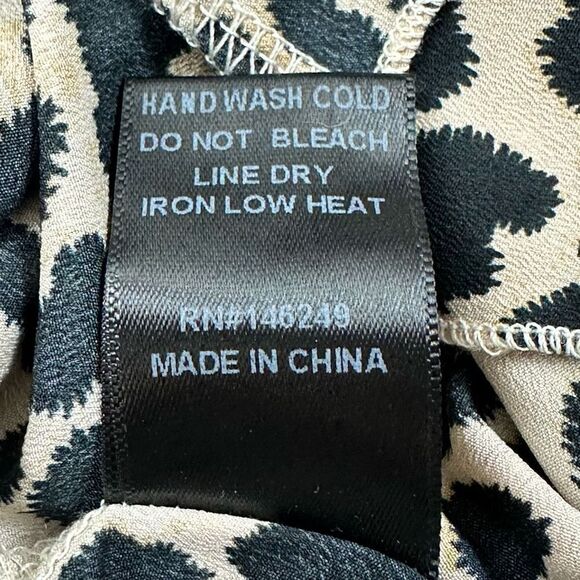 HAND WASH COLD
DO NOT BLEACH
LINE DRY
IRON LOW HEAT
RN#146249
MADE IN CHINA